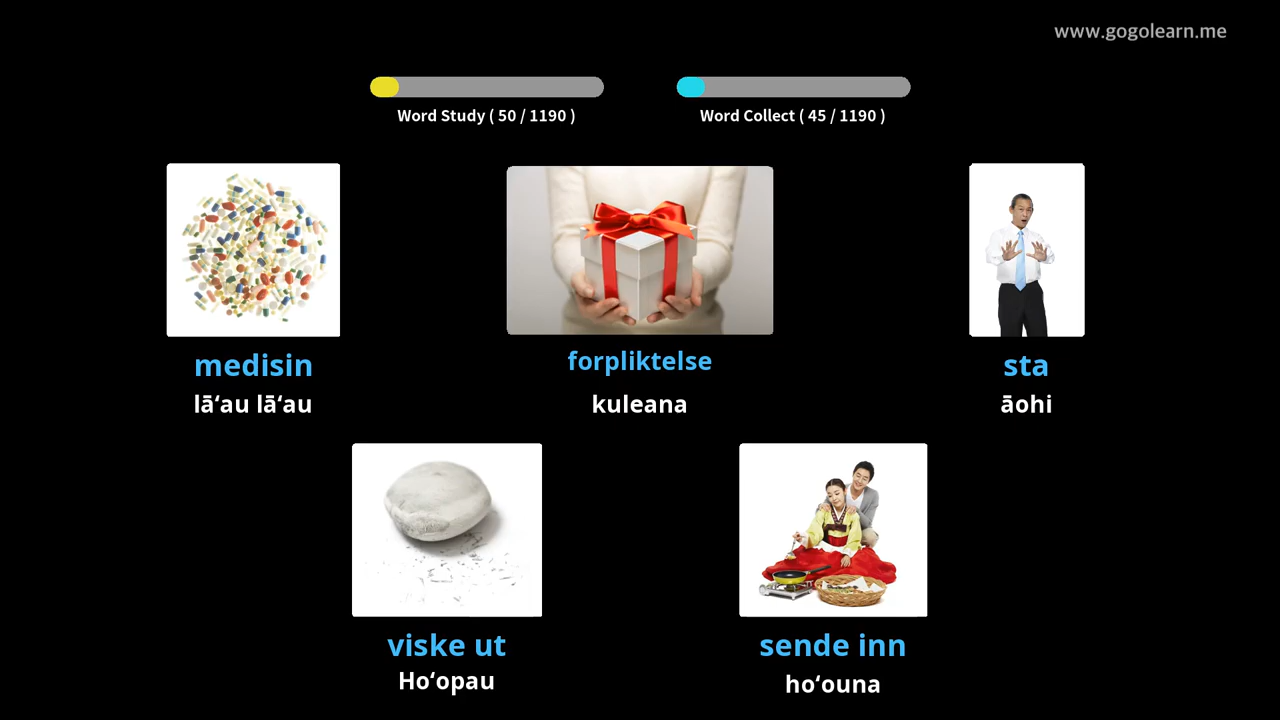 www.gogolearn.me
Word Study ( 50 / 1190 )
Word Collect ( 45 / 1190 )
medisin
lāʻau lāʻau
forpliktelse
kuleana
sta
āohi
viske ut
Hoʻopau
sende inn
hoʻouna